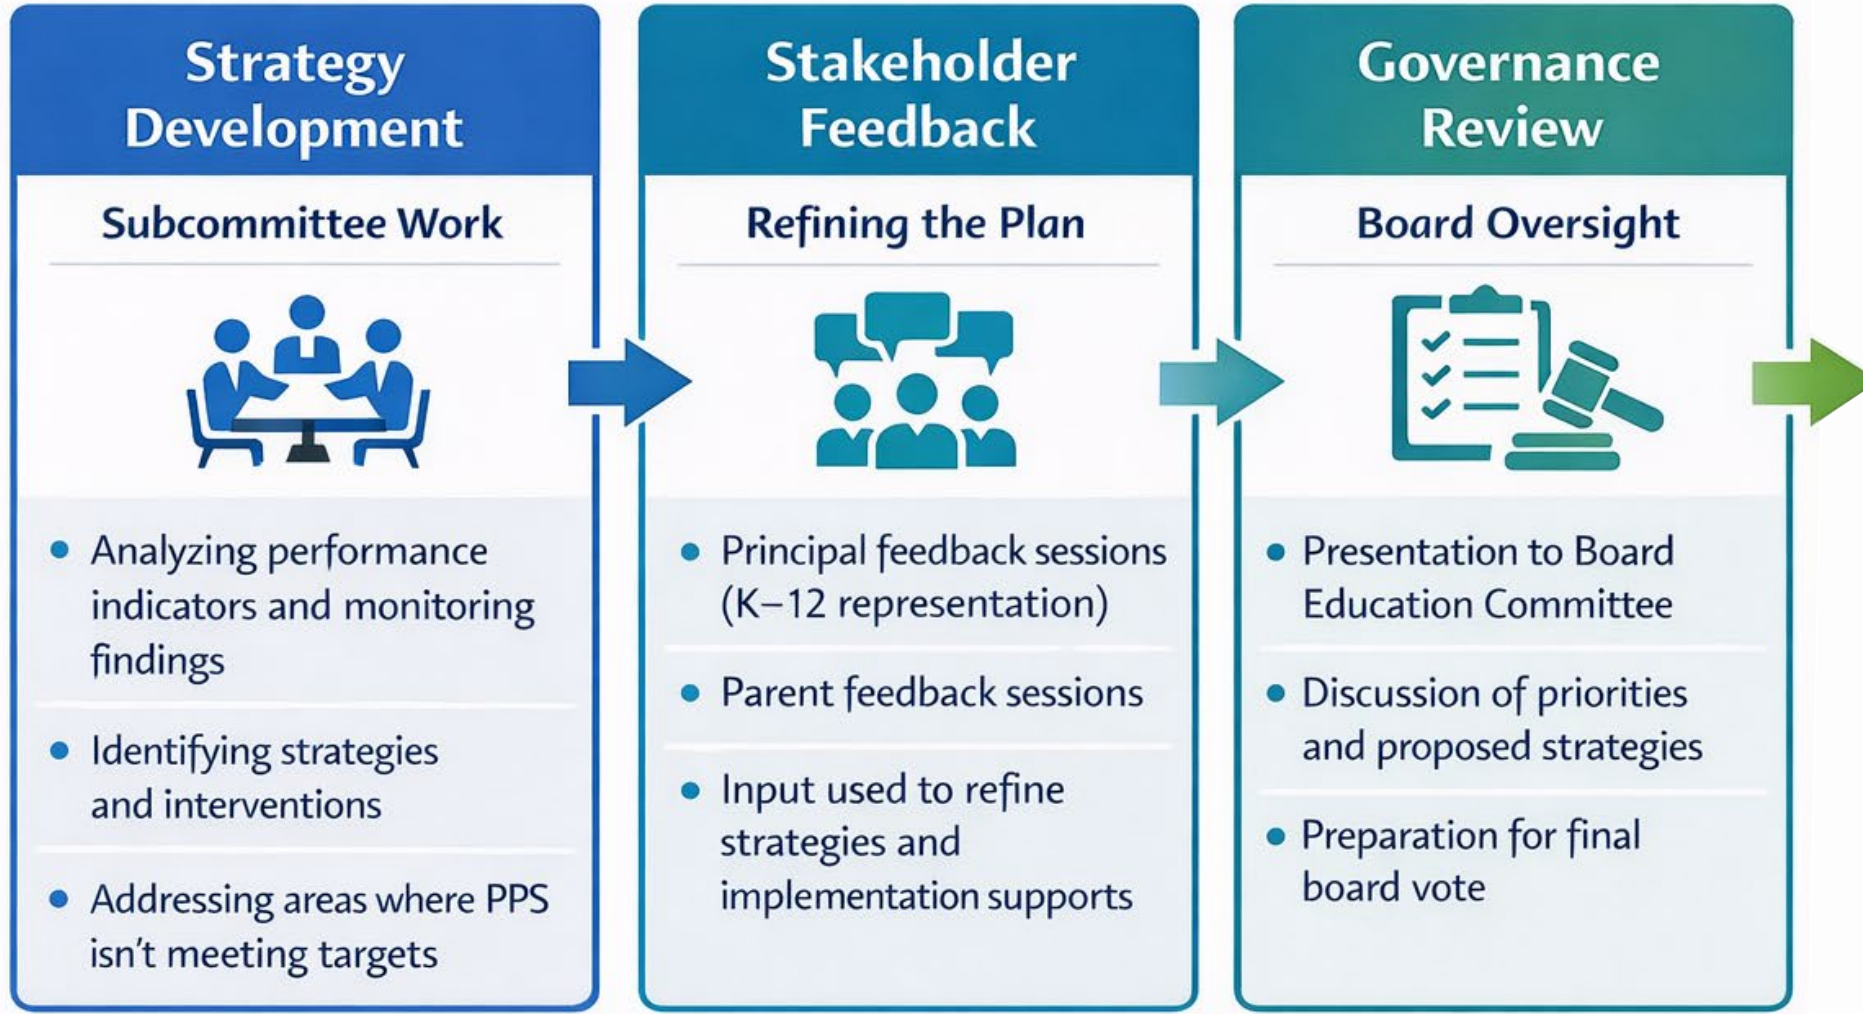 Strategy
Development
Subcommittee Work
• Analyzing performance
indicators and monitoring
findings
• Identifying strategies
and interventions
• Addressing areas where PPS
isn't meeting targets
Stakeholder
Feedback
Refining the Plan
• Principal feedback sessions
(K–12 representation)
• Parent feedback sessions
• Input used to refine
strategies and
implementation supports
Governance
Review
Board Oversight
• Presentation to Board
Education Committee
• Discussion of priorities
and proposed strategies
• Preparation for final
board vote